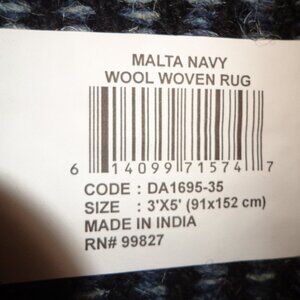 MALTA NAVY
WOOL WOVEN RUG
6 14099 71574 7
CODE : DA1695-35
SIZE : 3'X5' (91x152 cm)
MADE IN INDIA
RN# 99827